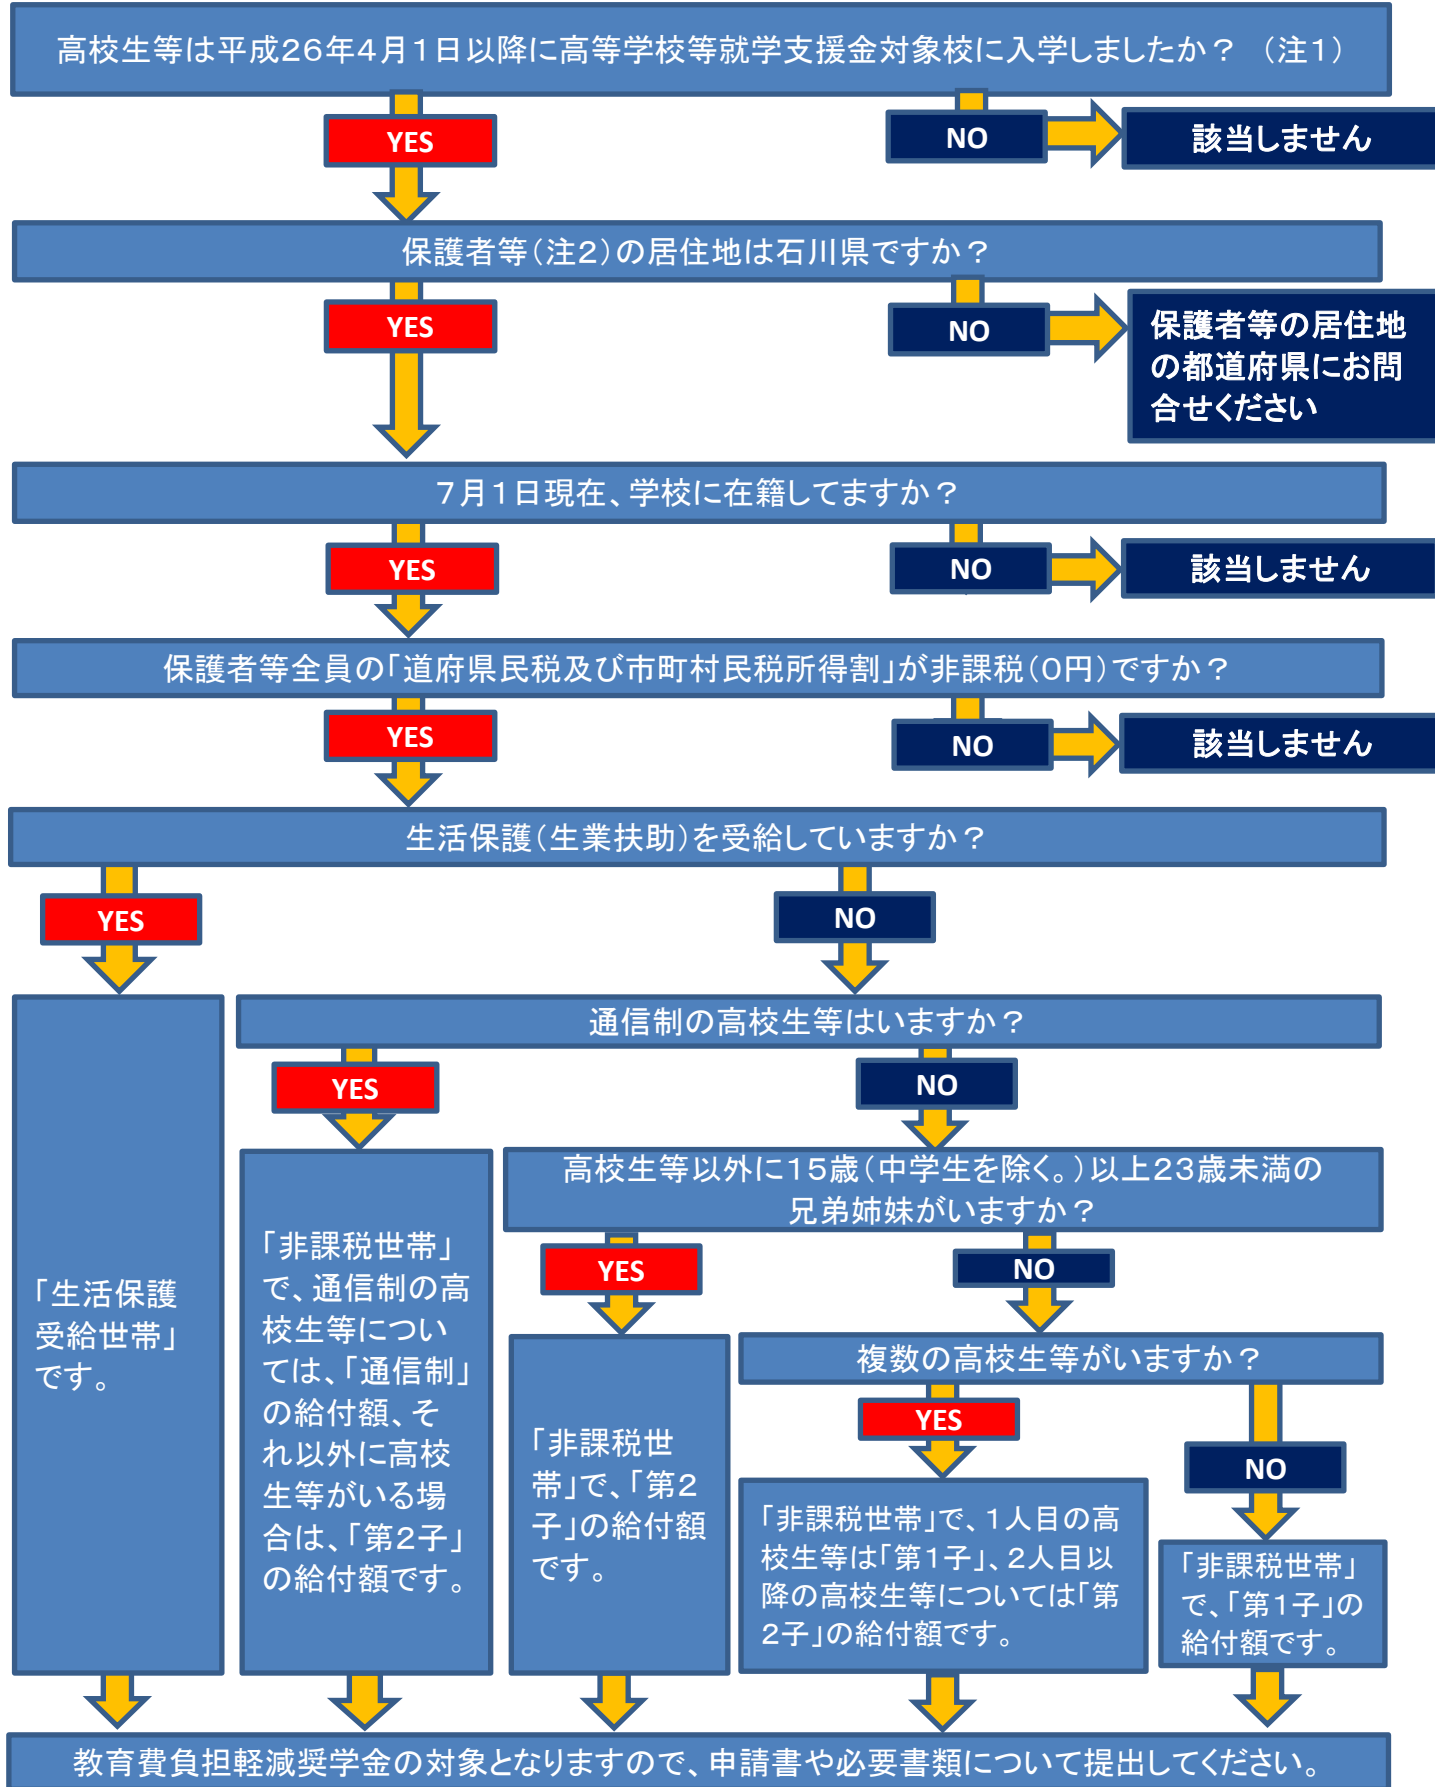 高校生等は平成26年4月1日以降に高等学校等就学支援金対象校に入学しましたか？（注1）
YES
NO
該当しません
保護者等（注2）の居住地は石川県ですか？
YES
NO
保護者等の居住地
の都道府県にお問
合せください
7月1日現在、学校に在籍してますか？
YES
NO
該当しません
保護者等全員の「道府県民税及び市町村民税所得割」が非課税（0円）ですか？
YES
NO
該当しません
生活保護（生業扶助）を受給していますか？
YES
NO
「生活保護
受給世帯」
です。
通信制の高校生等はいますか？
YES
NO
「非課税世帯」
で、通信制の高
校生等につい
ては、「通信制」
の給付額、そ
れ以外に高校
生等がいる場
合は、「第2子」
の給付額です。
高校生等以外に15歳（中学生を除く。）以上23歳未満の
兄弟姉妹がいますか？
YES
NO
「非課税世
帯」で、「第2
子」の給付額
です。
複数の高校生等がいますか？
YES
NO
「非課税世帯」で、1人目の高
校生等は「第1子」、2人目以
降の高校生等については「第
2子」の給付額です。
「非課税世帯」
で、「第1子」の
給付額です。
教育費負担軽減奨学金の対象となりますので、申請書や必要書類について提出してください。